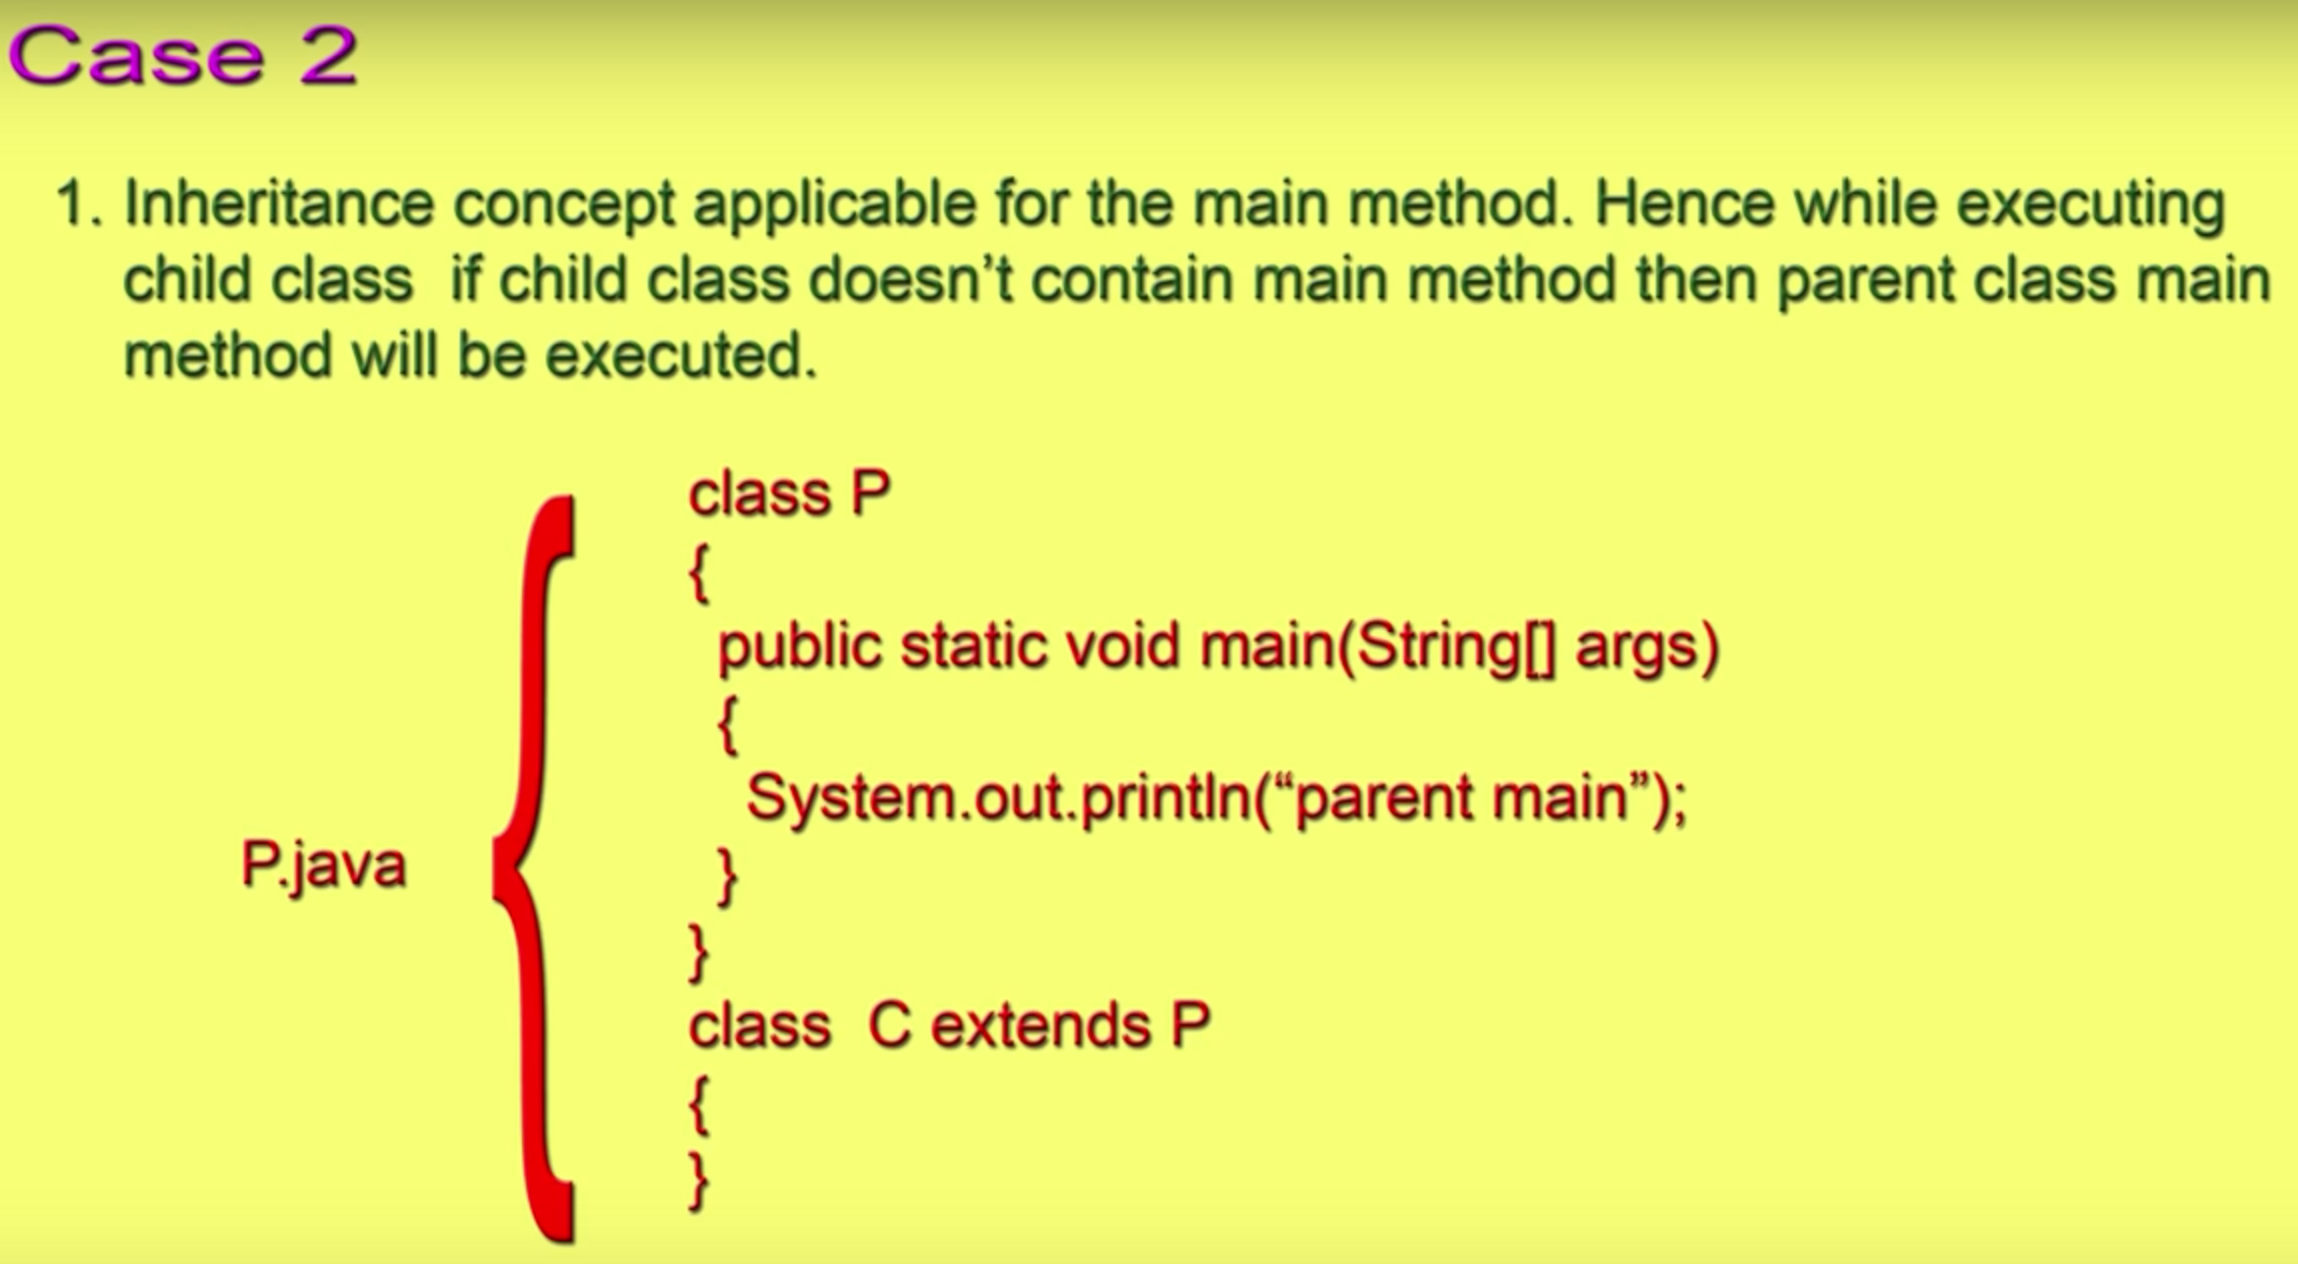 Case 2
1. Inheritance concept applicable for the main method. Hence while executing
child class if child class doesn’t contain main method then parent class main
method will be executed.
class P
{
public static void main(String[] args)
{
System.out.println(“parent main”);
P.java
}
}
class C extends P
{
}